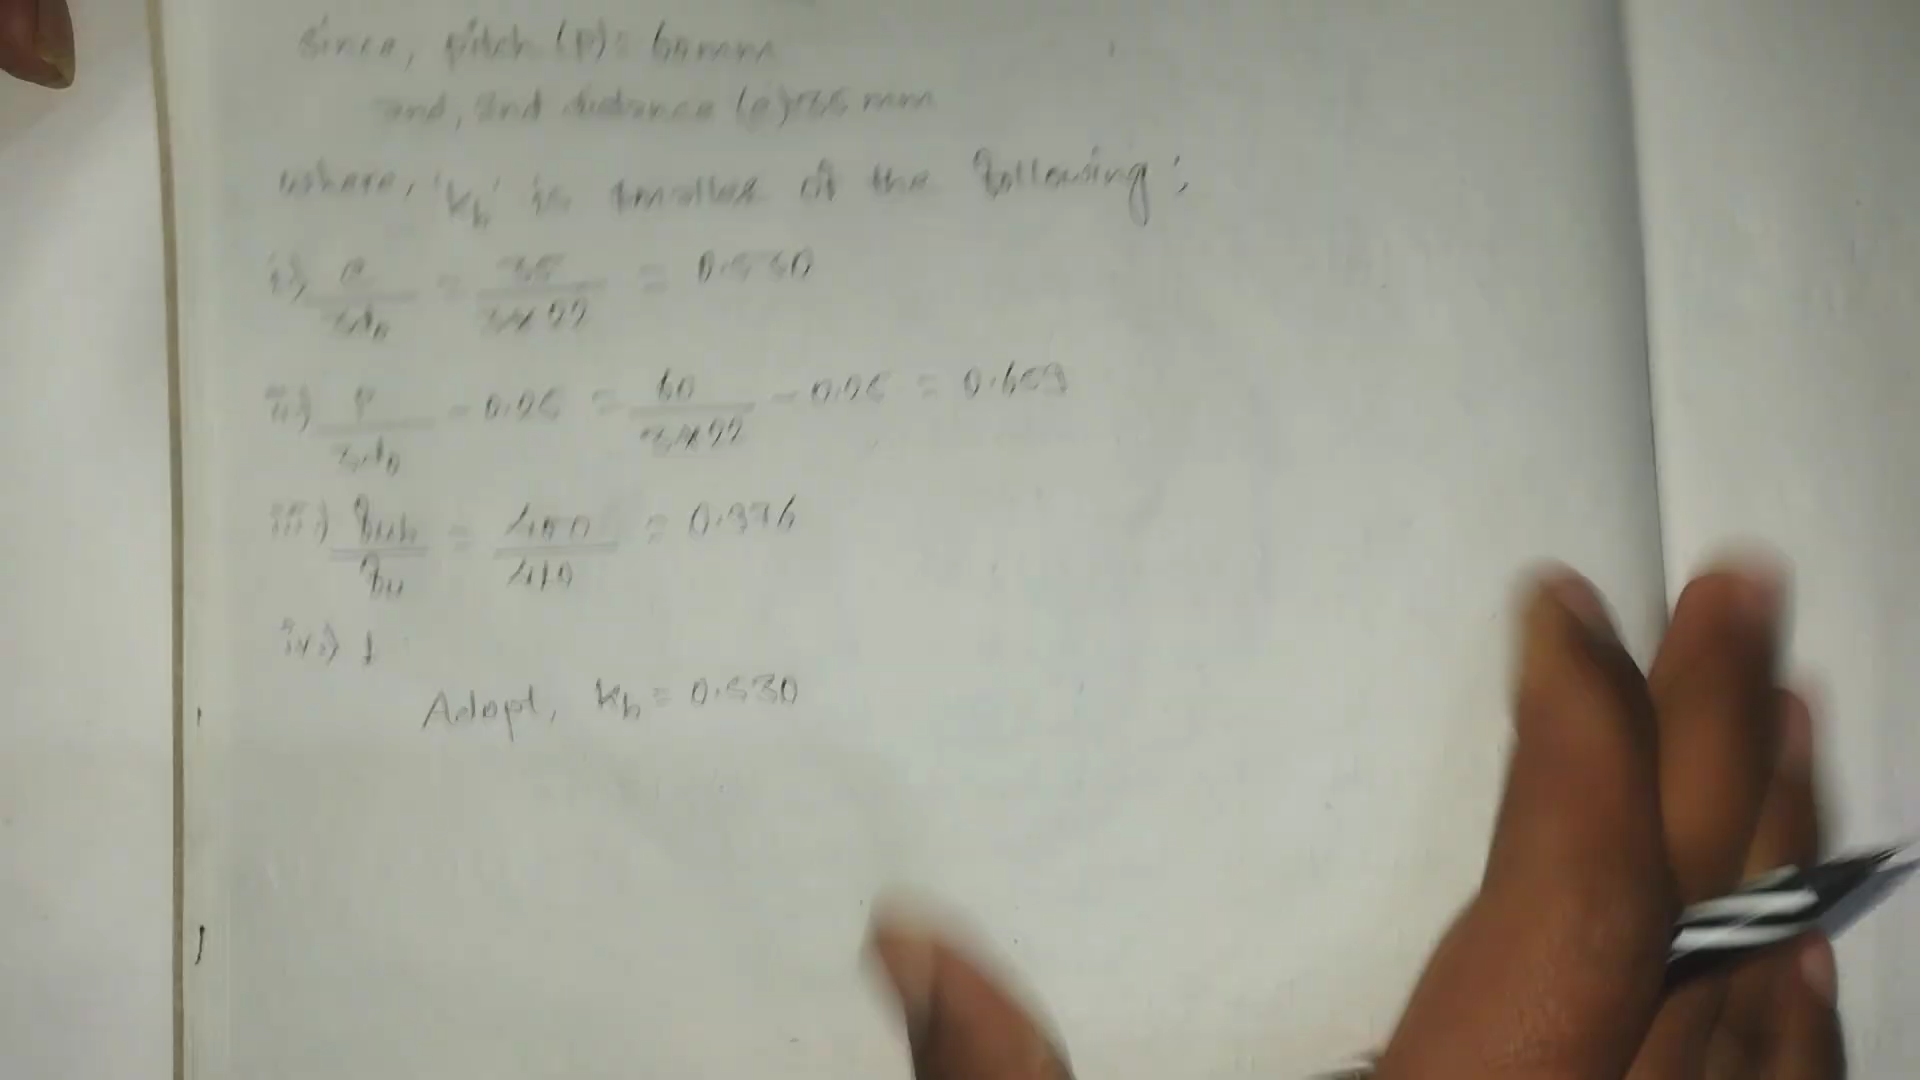 Since, pitch (P) = 60 mm
and, end distance (e) = 35 mm
where, 'kb' is smaller of the following;
i) e/3d0 = 35/3×22 = 0.530
ii) P/3d0 - 0.25 = 60/3×22 - 0.25 = 0.659
iii) fub/fu = 400/410 = 0.976
iv) 1
Adopt, kb = 0.530